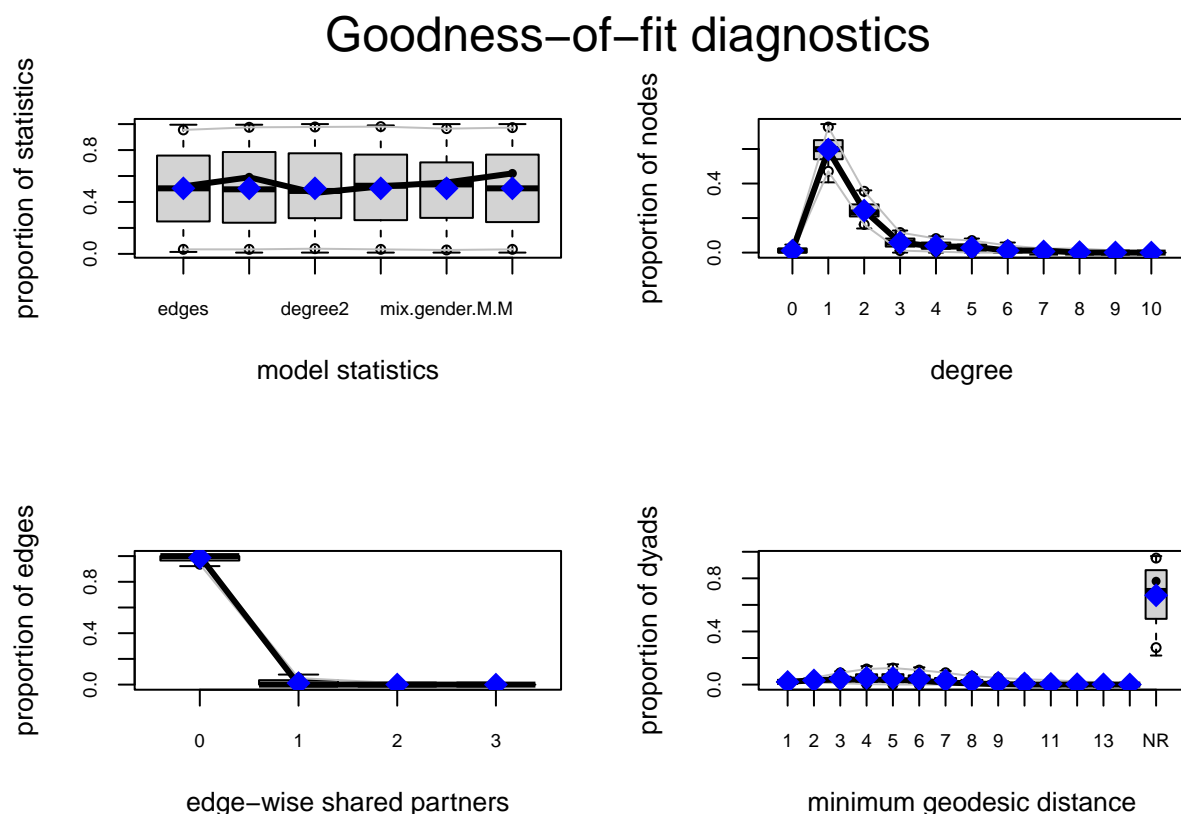 Goodness−of−fit diagnostics
proportion of statistics
0.0 0.4 0.8
edges degree2 mix.gender.M.M
model statistics
proportion of nodes
0.0 0.4
0 1 2 3 4 5 6 7 8 9 10
degree
proportion of edges
0.0 0.4 0.8
0 1 2 3
edge−wise shared partners
proportion of dyads
0.0 0.4 0.8
1 2 3 4 5 6 7 8 9 11 13 NR
minimum geodesic distance